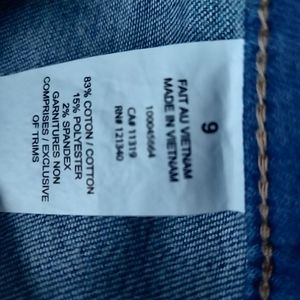 9
FAIT AU VIETNAM
MADE IN VIETNAM
100045664
CA# 11319
RN# 121340
83% COTON / COTTON
15% POLYESTER
2% SPANDEX
GARNITURES NON
COMPRISES / EXCLUSIVE
OF TRIMS